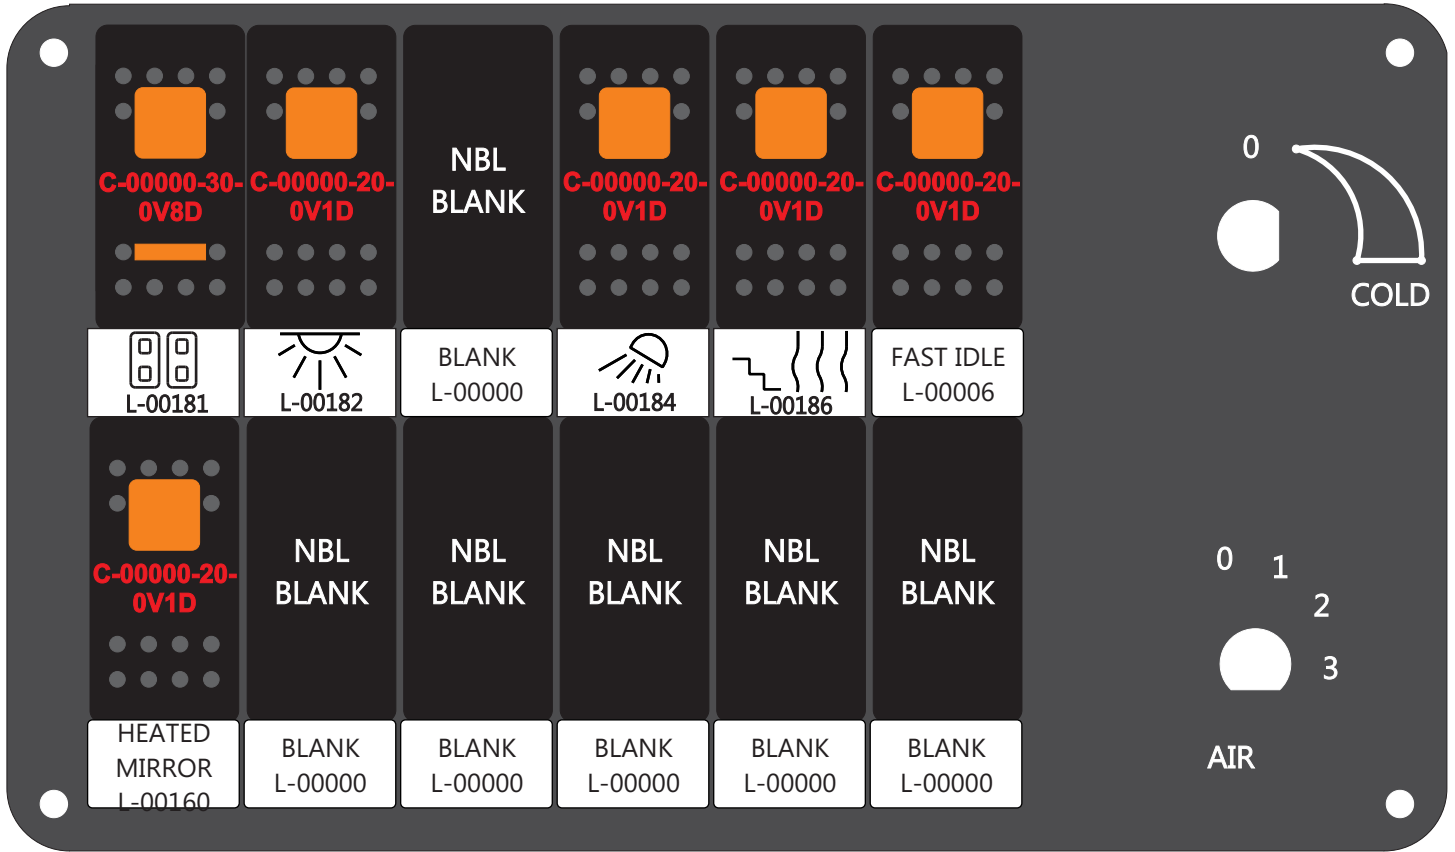 C-00000-30-
0V8D
C-00000-20-
0V1D
NBL
BLANK
C-00000-20-
0V1D
C-00000-20-
0V1D
C-00000-20-
0V1D
0
COLD
L-00181
L-00182
BLANK
L-00000
L-00184
L-00186
FAST IDLE
L-00006
C-00000-20-
0V1D
NBL
BLANK
NBL
BLANK
NBL
BLANK
NBL
BLANK
NBL
BLANK
0
1
2
3
HEATED
MIRROR
L-00160
BLANK
L-00000
BLANK
L-00000
BLANK
L-00000
BLANK
L-00000
BLANK
L-00000
AIR